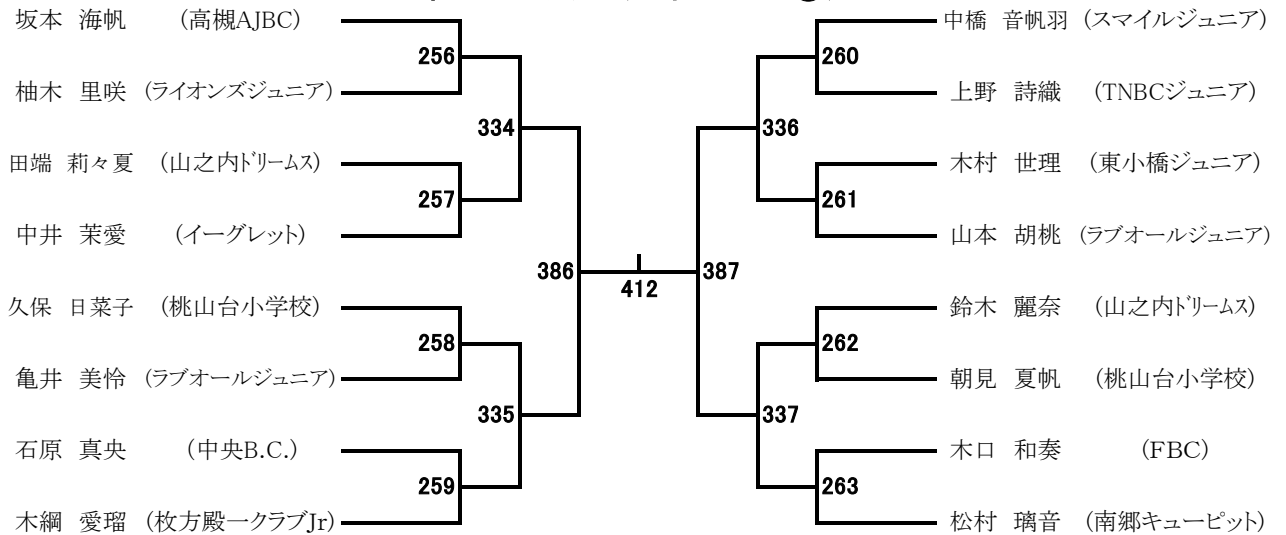 坂本 海帆 (高槻AJBC)
256
柚木 里咲 (ライオンズジュニア)
334
田端 莉々夏 (山之内ドリームス)
257
中井 茉愛 (イーグレット)
386
久保 日菜子 (桃山台小学校)
258
亀井 美怜 (ラブオールジュニア)
335
石原 真央 (中央B.C.)
259
木綱 愛瑠 (枚方殿一クラブJr)
412
中橋 音帆羽 (スマイルジュニア)
260
上野 詩織 (TNBCジュニア)
336
木村 世理 (東小橋ジュニア)
261
山本 胡桃 (ラブオールジュニア)
387
鈴木 麗奈 (山之内ドリームス)
262
朝見 夏帆 (桃山台小学校)
337
木口 和奏 (FBC)
263
松村 璃音 (南郷キューピット)